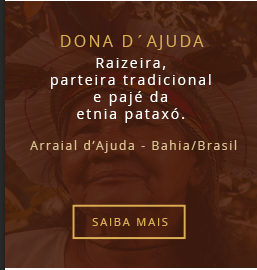 DONA D´AJUDA
Raizeira,
parteira tradicional
e pajé da
etnia pataxó.
Arraial d’Ajuda - Bahia/Brasil
SAIBA MAIS